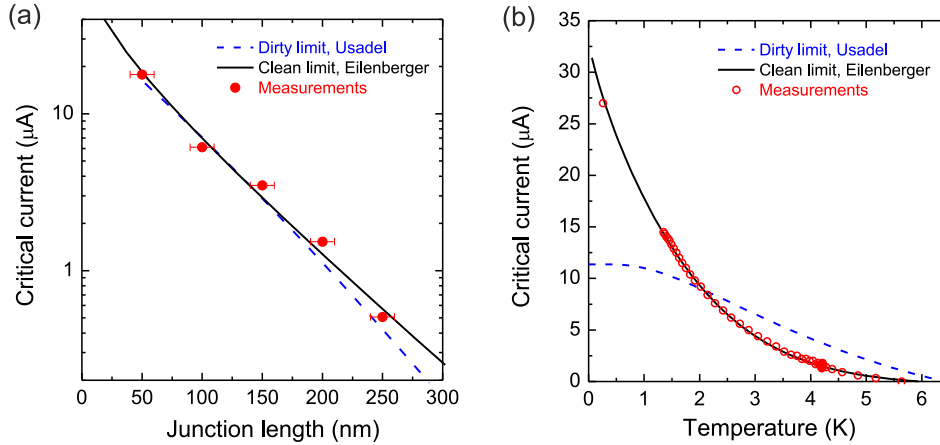 (a)
Dirty limit, Usadel
Clean limit, Eilenberger
Measurements
Critical current (μA)
10
1
0 50 100 150 200 250 300
Junction length (nm)
(b)
Dirty limit, Usadel
Clean limit, Eilenberger
Measurements
Critical current (μA)
35
30
25
20
15
10
5
0
0 1 2 3 4 5 6
Temperature (K)